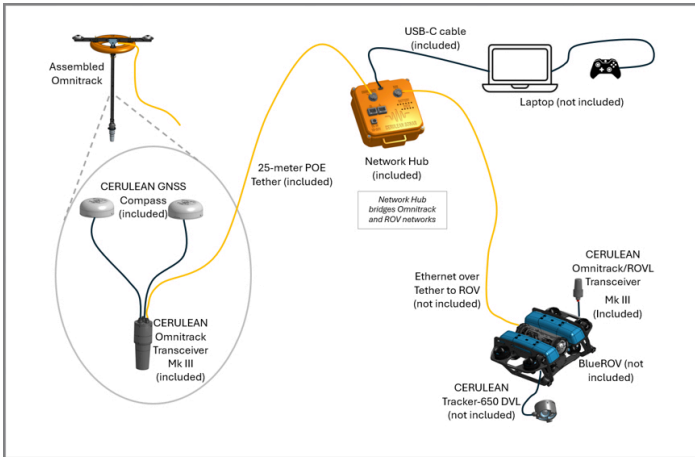 Assembled
Omnitrack
USB-C cable
(included)
Laptop (not included)
25-meter POE
Tether (included)
Network Hub
(included)
Network Hub
bridges Omnitrack
and ROV networks
CERULEAN GNSS
Compass
(included)
CERULEAN
Omnitrack
Transceiver
Mk III
(included)
Ethernet over
Tether to ROV
(not included)
CERULEAN
Omnitrack/ROVL
Transceiver
Mk III
(Included)
BlueROV (not
included)
CERULEAN
Tracker-650 DVL
(not included)